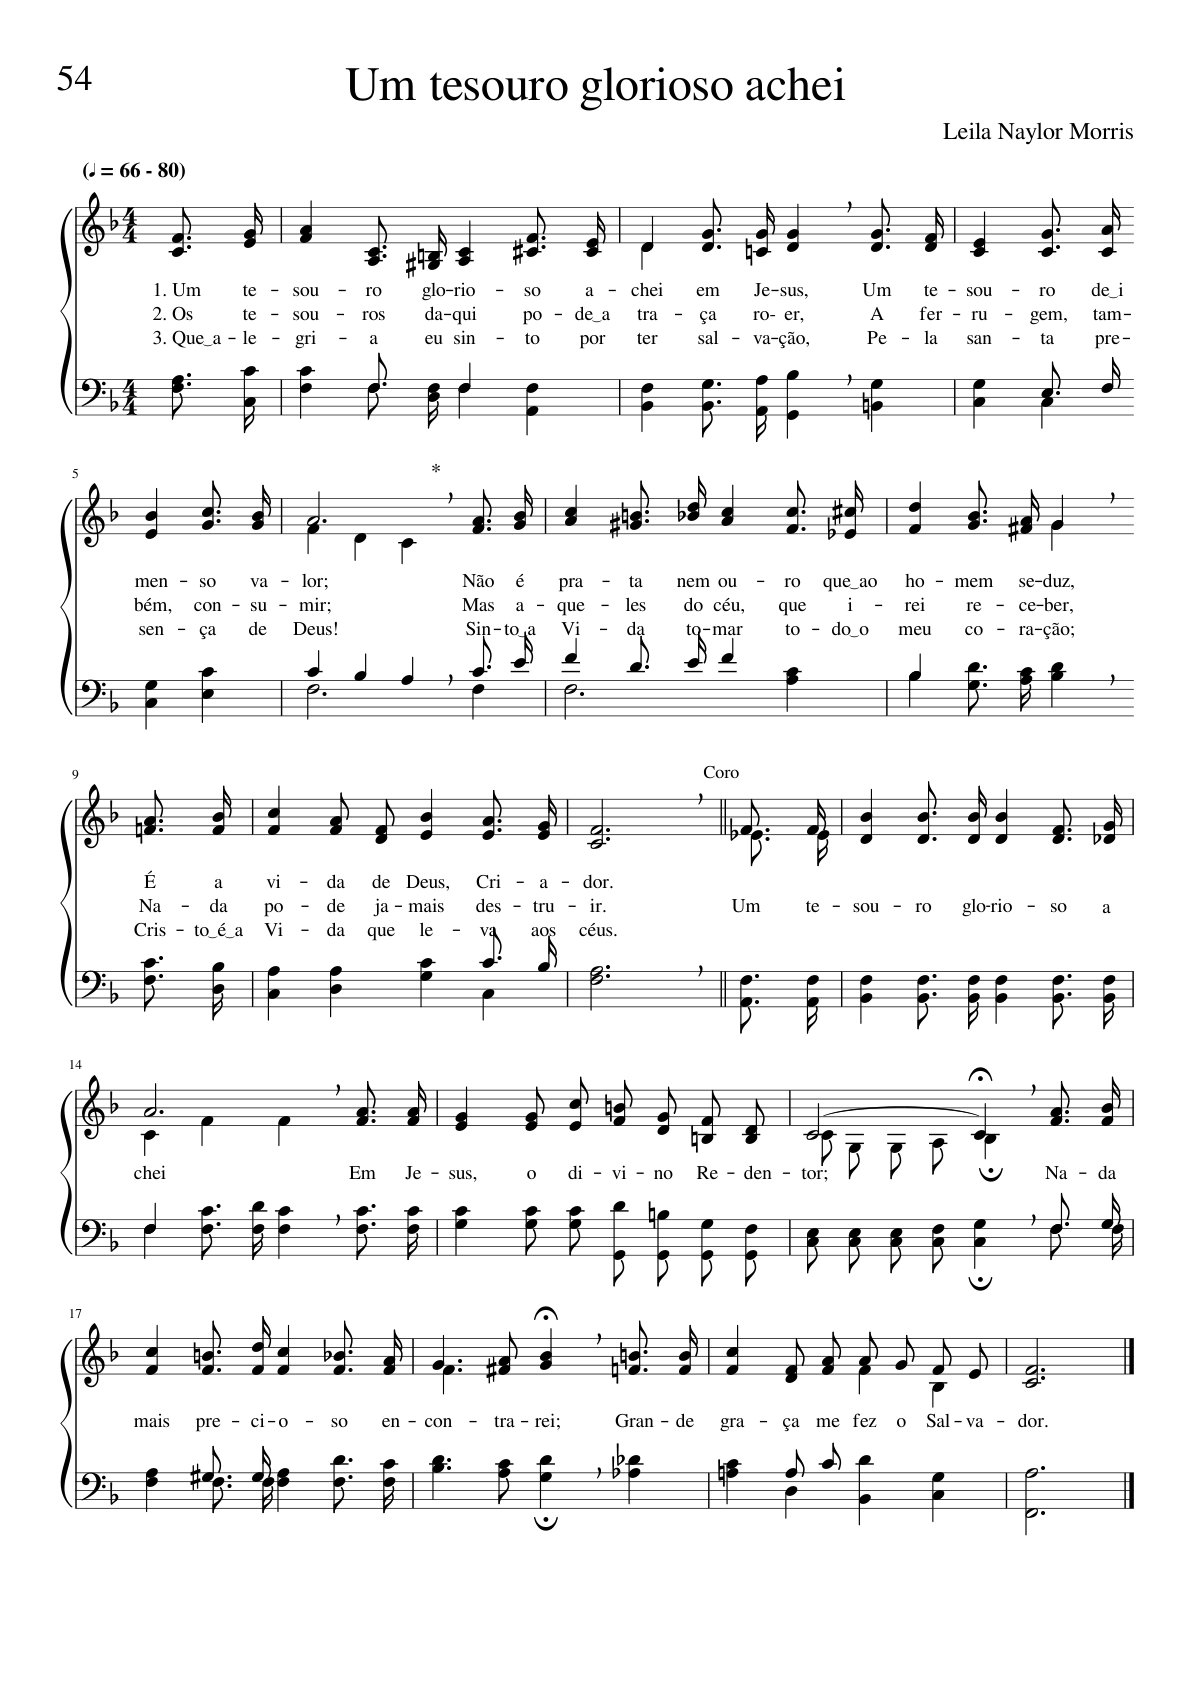 54
Um tesouro glorioso achei
Leila Naylor Morris
(♩ = 66 - 80)
1. Um te- sou- ro glo-rio- so a- chei em Je-sus, Um te- sou- ro de‿i
2. Os te- sou- ros da-qui po- de‿a tra- ça ro- er, A fer- ru- gem, tam-
3. Que‿a- le- gri- a eu sin- to por ter sal- va-ção, Pe- la san- ta pre-
5
*
men- so va- lor; Não é pra- ta nem ou- ro que‿ao ho- mem se-duz,
bém, con- su- mir; Mas a- que- les do céu, que i- rei re- ce-ber,
sen- ça de Deus! Sin-to‿a Vi- da to-mar to- do‿o meu co- ra-ção;
9
Coro
É a vi- da de Deus, Cri- a- dor.
Na- da po- de ja-mais des- tru- ir. Um te- sou- ro glo-rio- so a
Cris- to‿é‿a Vi- da que le- va aos céus.
14
chei Em Je- sus, o di- vi- no Re- den- tor; Na- da
17
mais pre- ci-o- so en- con- tra- rei; Gran- de gra- ça me fez o Sal- va- dor.